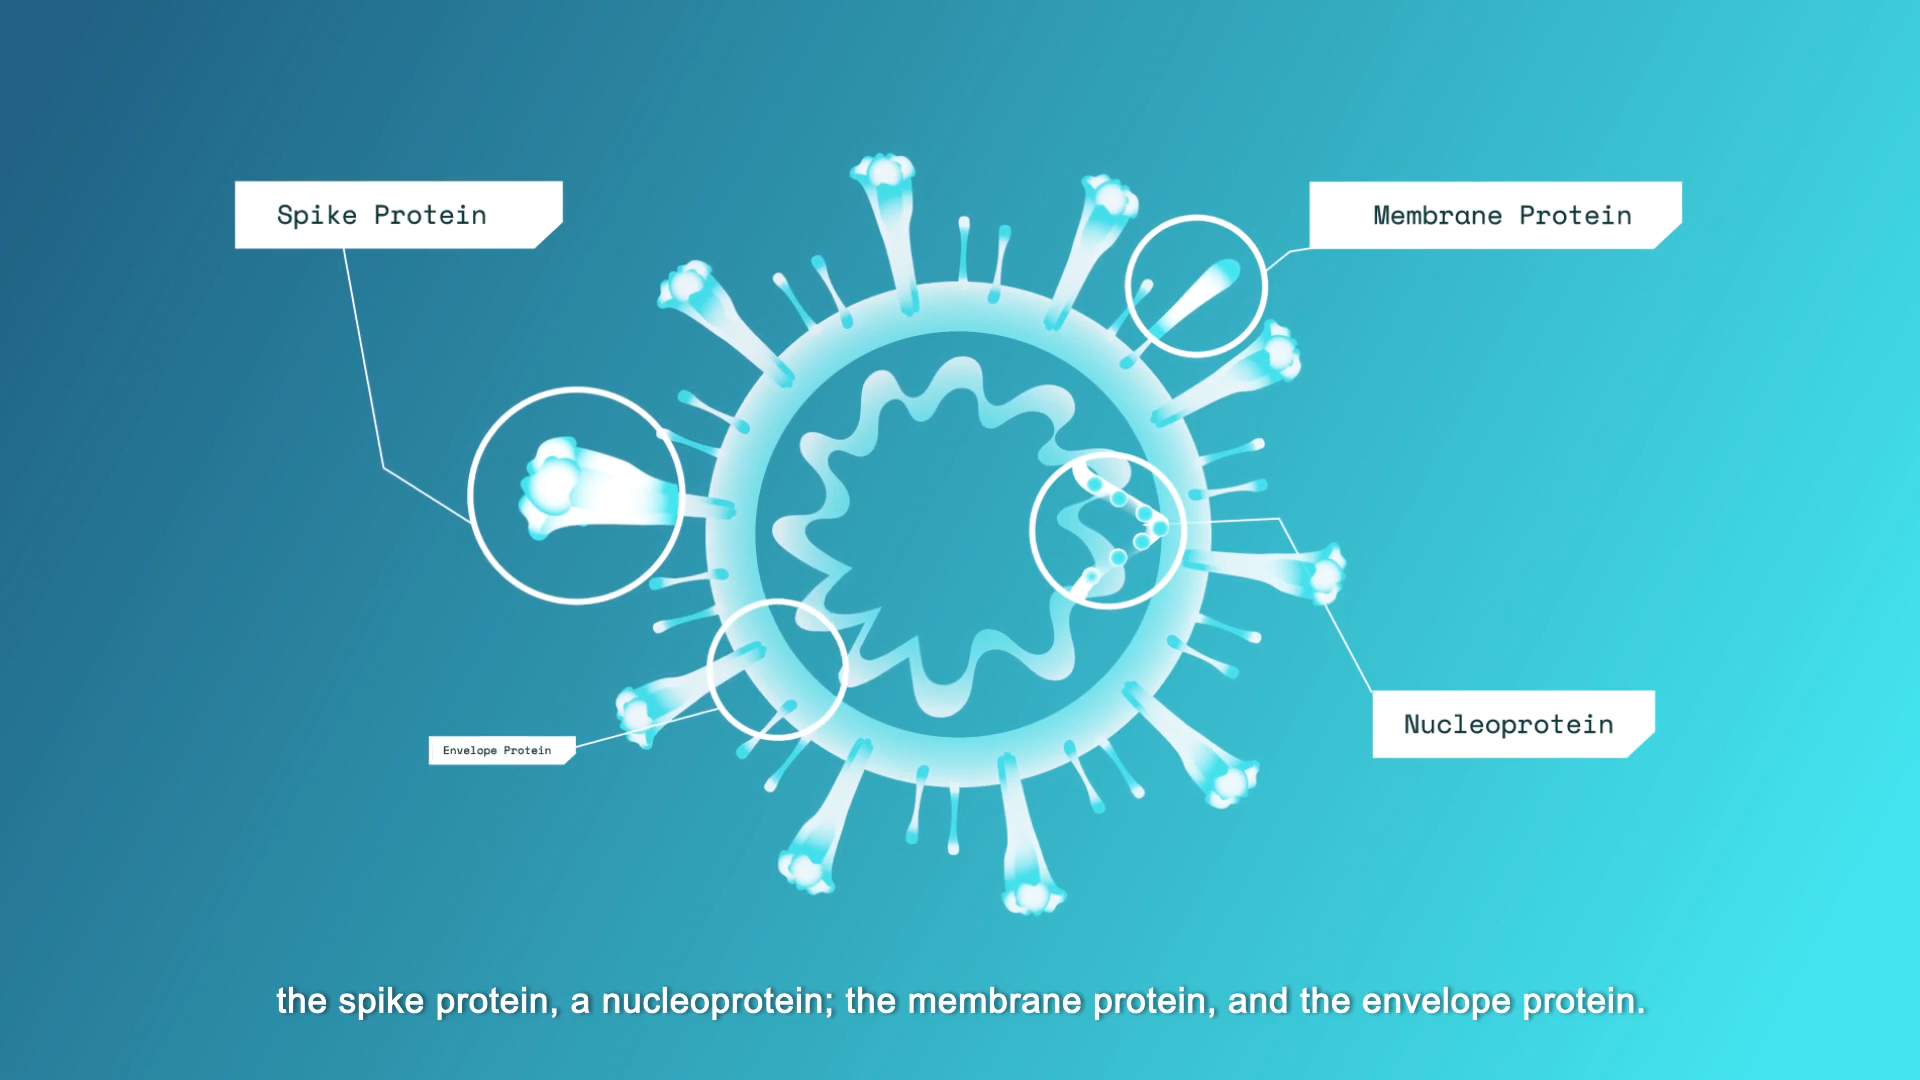 Spike Protein
Membrane Protein
Nucleoprotein
Envelope Protein
the spike protein, a nucleoprotein; the membrane protein, and the envelope protein.